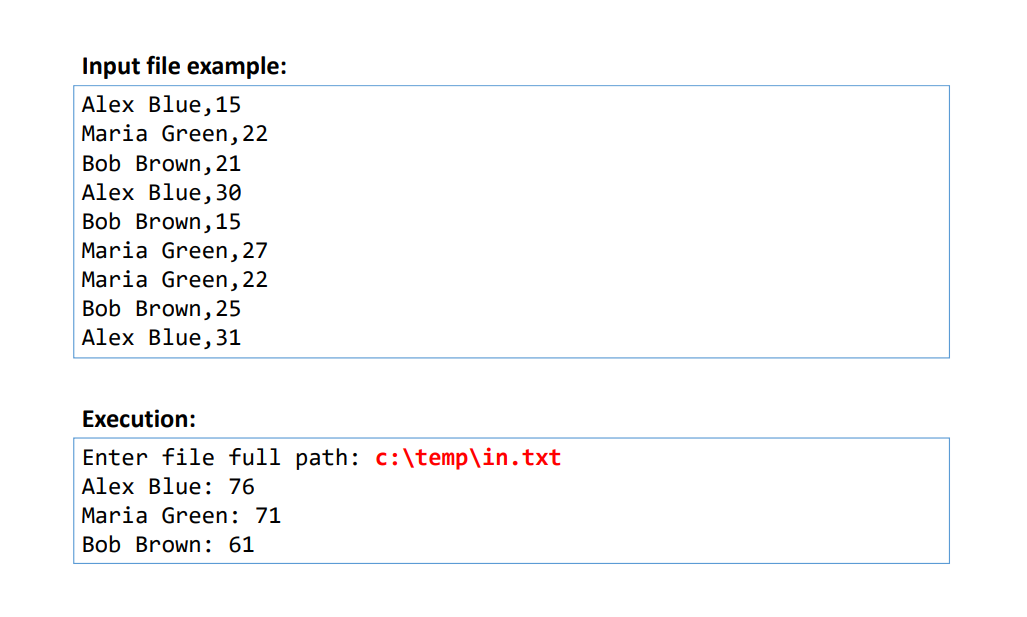 Input file example:
Alex Blue,15
Maria Green,22
Bob Brown,21
Alex Blue,30
Bob Brown,15
Maria Green,27
Maria Green,22
Bob Brown,25
Alex Blue,31
Execution:
Enter file full path: c:\temp\in.txt
Alex Blue: 76
Maria Green: 71
Bob Brown: 61